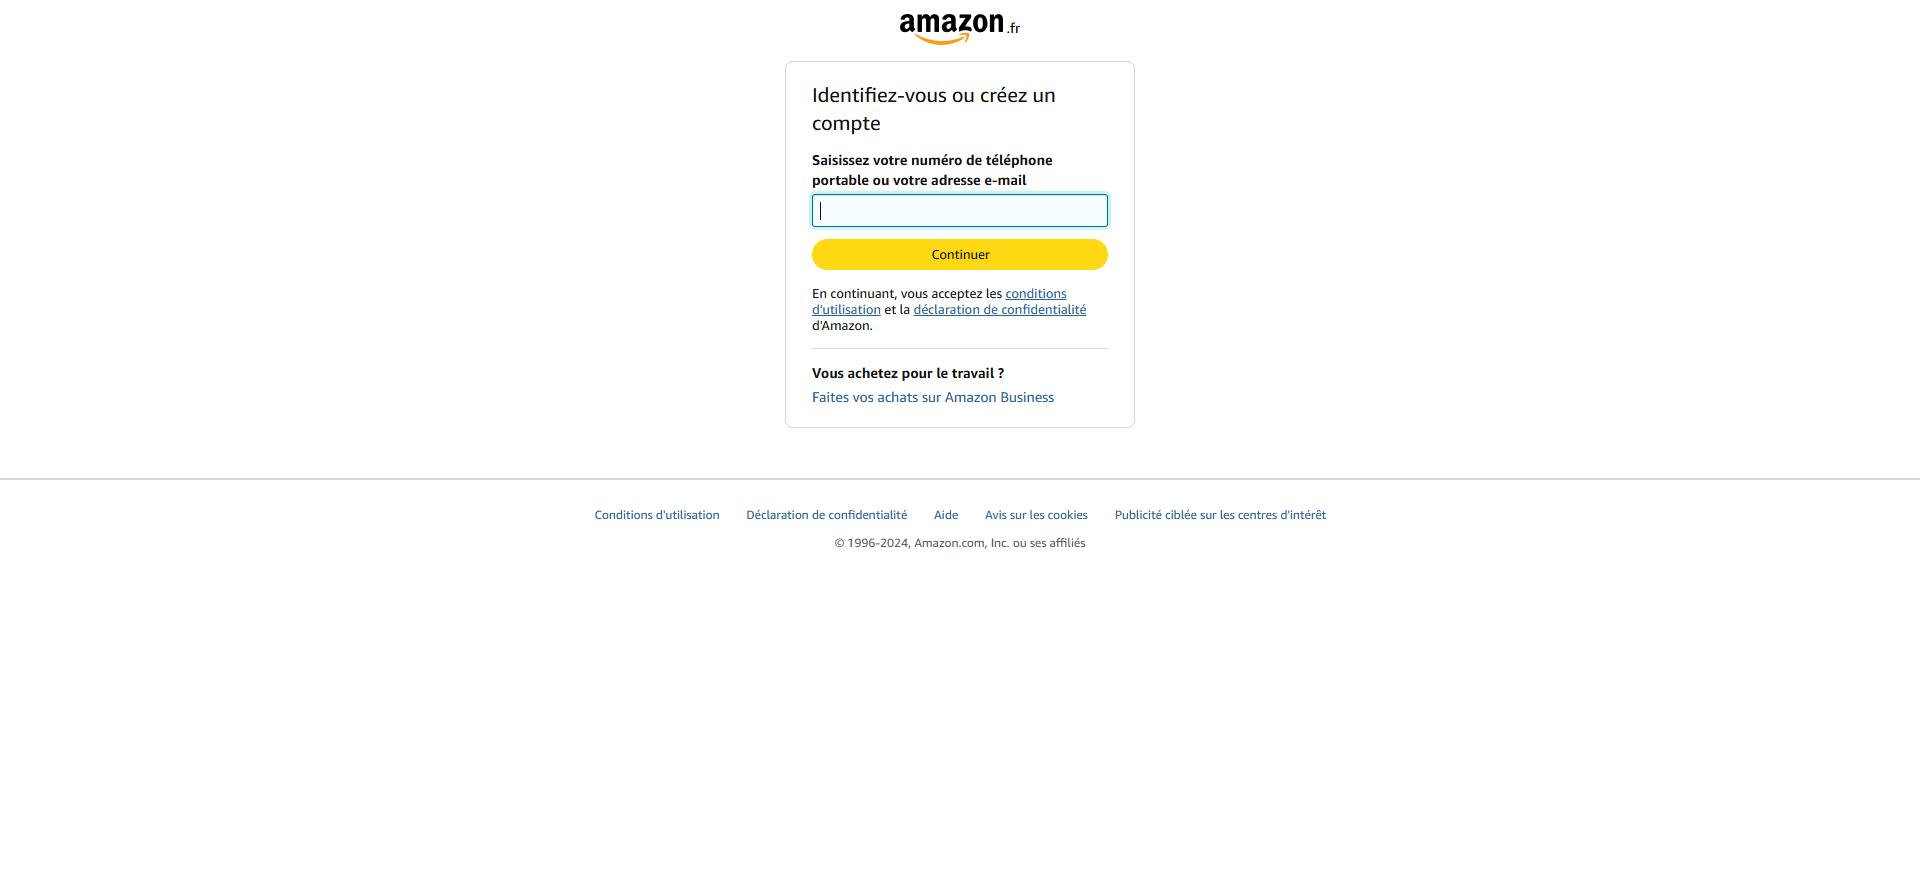 amazon.fr
Identifiez-vous ou créez un
compte
Saisissez votre numéro de téléphone
portable ou votre adresse e-mail
Continuer
En continuant, vous acceptez les conditions
d'utilisation et la déclaration de confidentialité
d'Amazon.
Vous achetez pour le travail ?
Faites vos achats sur Amazon Business
Conditions d'utilisation Déclaration de confidentialité Aide Avis sur les cookies Publicité ciblée sur les centres d'intérêt
© 1996-2024, Amazon.com, Inc. ou ses affiliés